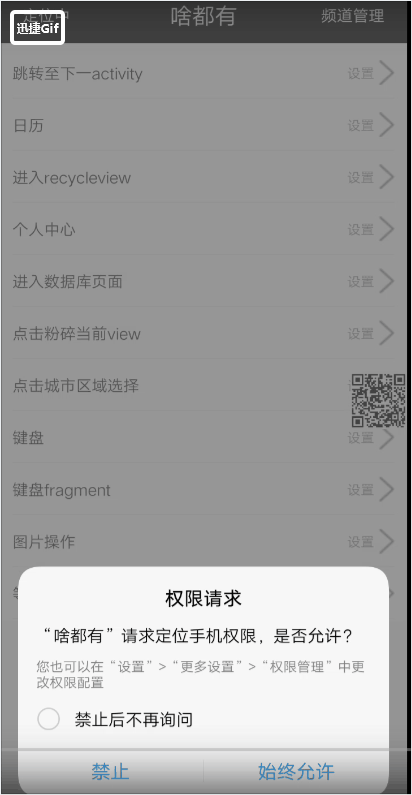 定位中
啥都有
频道管理
迅捷Gif
跳转至下一activity
设置
日历
设置
进入recycleview
设置
个人中心
设置
进入数据库页面
设置
点击粉碎当前view
设置
点击城市区域选择
键盘
设置
键盘fragment
设置
图片操作
设置
权限请求
“啥都有”请求定位手机权限，是否允许？
您也可以在“设置”>“更多设置”>“权限管理”中更
改权限配置
禁止后不再询问
禁止
始终允许